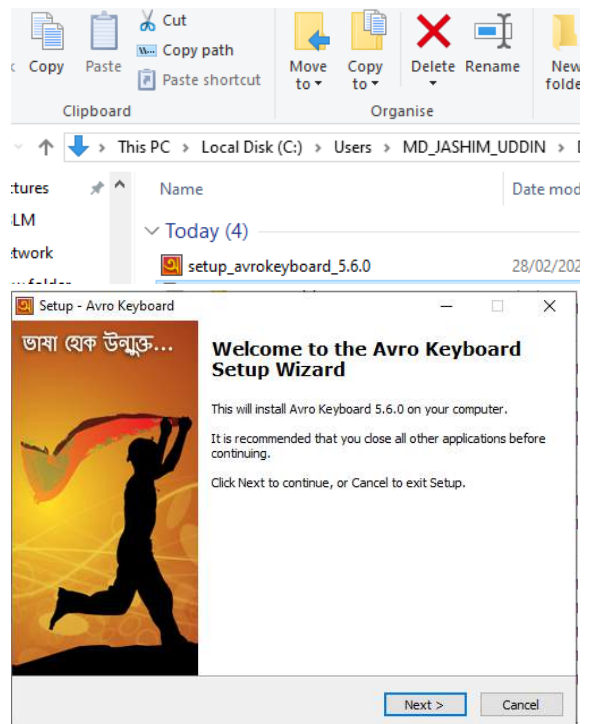 Cut
Copy path
Paste shortcut
Copy
Paste
Move to
Copy to
Delete
Rename
New
Clipboard
Organise
This PC > Local Disk (C:) > Users > MD_JASHIM_UDDIN >
Name
Date mod
Today (4)
setup_avrokeyboard_5.6.0
28/02/202
Setup - Avro Keyboard
ভাষা হোক উন্মুক্ত...
Welcome to the Avro Keyboard
Setup Wizard
This will install Avro Keyboard 5.6.0 on your computer.
It is recommended that you close all other applications before
continuing.
Click Next to continue, or Cancel to exit Setup.
Next >
Cancel